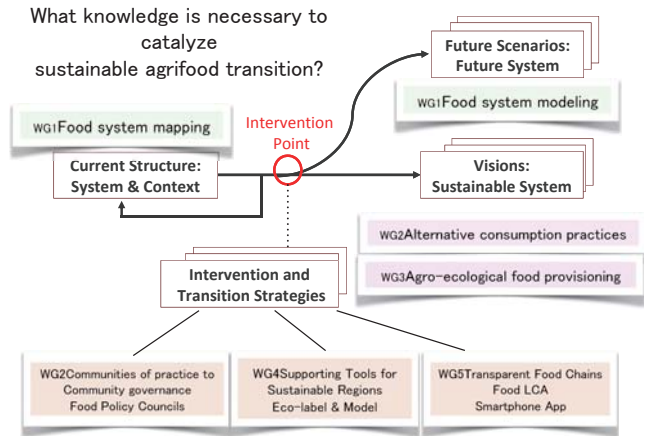 What knowledge is necessary to
catalyze
sustainable agrifood transition?
Future Scenarios:
Future System
WG1Food system modeling
WG1Food system mapping
Intervention
Point
Current Structure:
System & Context
Visions:
Sustainable System
WG2Alternative consumption practices
WG3Agro-ecological food provisioning
Intervention and
Transition Strategies
WG2Communities of practice to
Community governance
Food Policy Councils
WG4Supporting Tools for
Sustainable Regions
Eco-label & Model
WG5Transparent Food Chains
Food LCA
Smartphone App